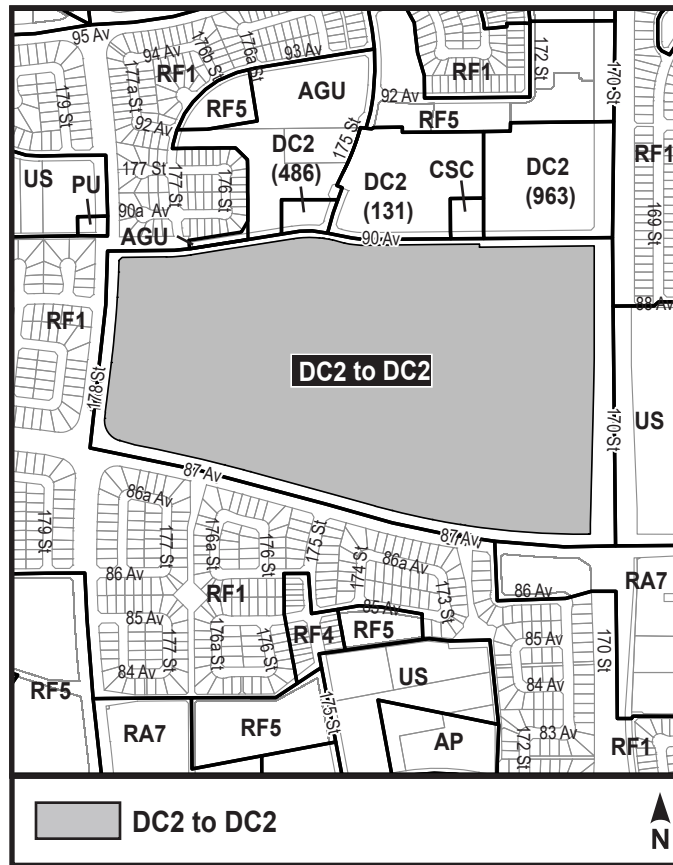 95 Av
94 Av
176b St
176a St
93 Av
RF1
177a St
179 St
RF5
AGU
92 Av
RF1
172 St
170 St
92 Av
RF5
175 St
DC2
(486)
DC2
(131)
CSC
DC2
(963)
RF1
169 St
US
PU
177 St
177 St
176 St
90a Av
AGU
90 Av
88 Av
RF1
178 St
DC2 to DC2
170 St
US
87 Av
87 Av
86a Av
179 St
177 St
176a St
176 St
175 St
174 St
86a Av
173 St
86 Av
RF1
85 Av
RF4
85 Av
RF5
86 Av
RA7
85 Av
170 St
84 Av
177 St
176a St
176 St
84 Av
83 Av
RF5
US
RA7
RF5
175 St
AP
172 St
RF1
DC2 to DC2
N